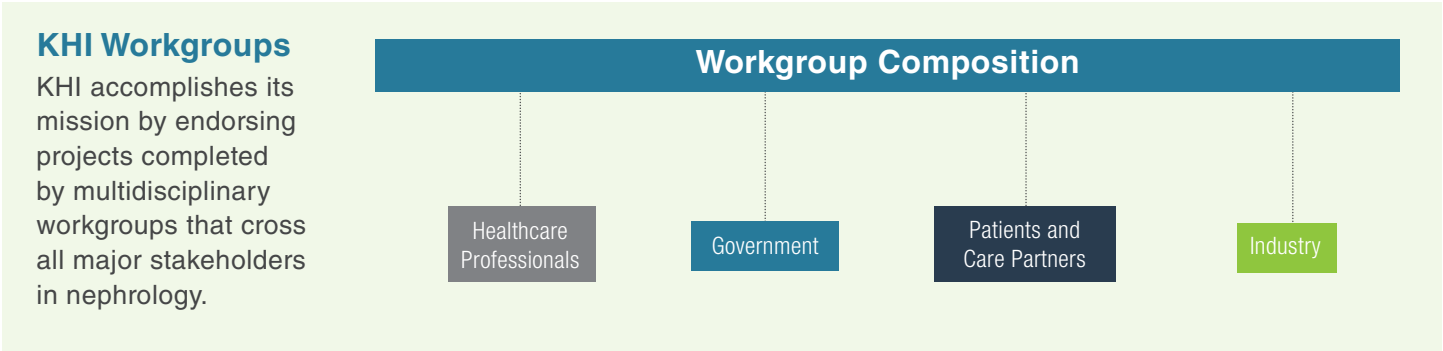 KHI Workgroups
KHI accomplishes its
mission by endorsing
projects completed
by multidisciplinary
workgroups that cross
all major stakeholders
in nephrology.
Workgroup Composition
Healthcare
Professionals
Government
Patients and
Care Partners
Industry